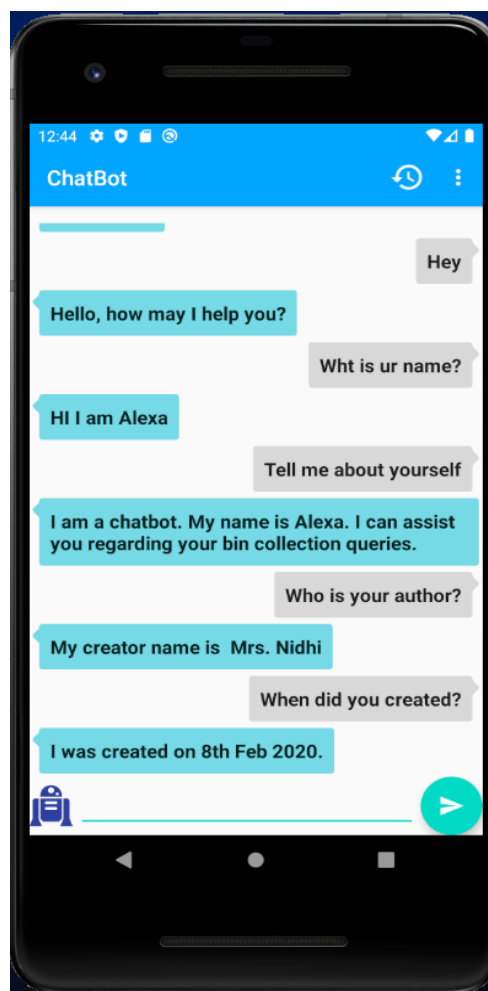 12:44
ChatBot
Hey
Hello, how may I help you?
Wht is ur name?
HI I am Alexa
Tell me about yourself
I am a chatbot. My name is Alexa. I can assist
you regarding your bin collection queries.
Who is your author?
My creator name is  Mrs. Nidhi
When did you created?
I was created on 8th Feb 2020.